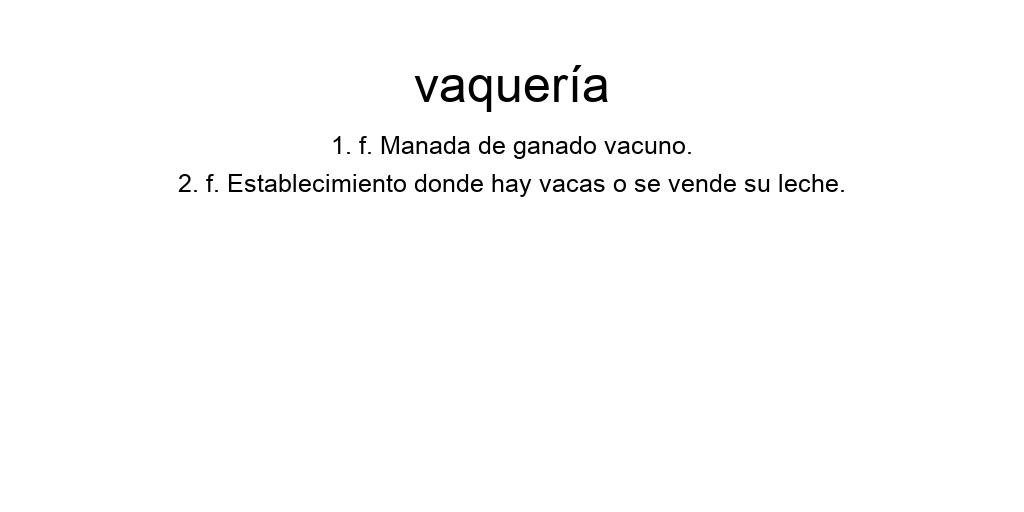 vaquería
1. f. Manada de ganado vacuno.
2. f. Establecimiento donde hay vacas o se vende su leche.